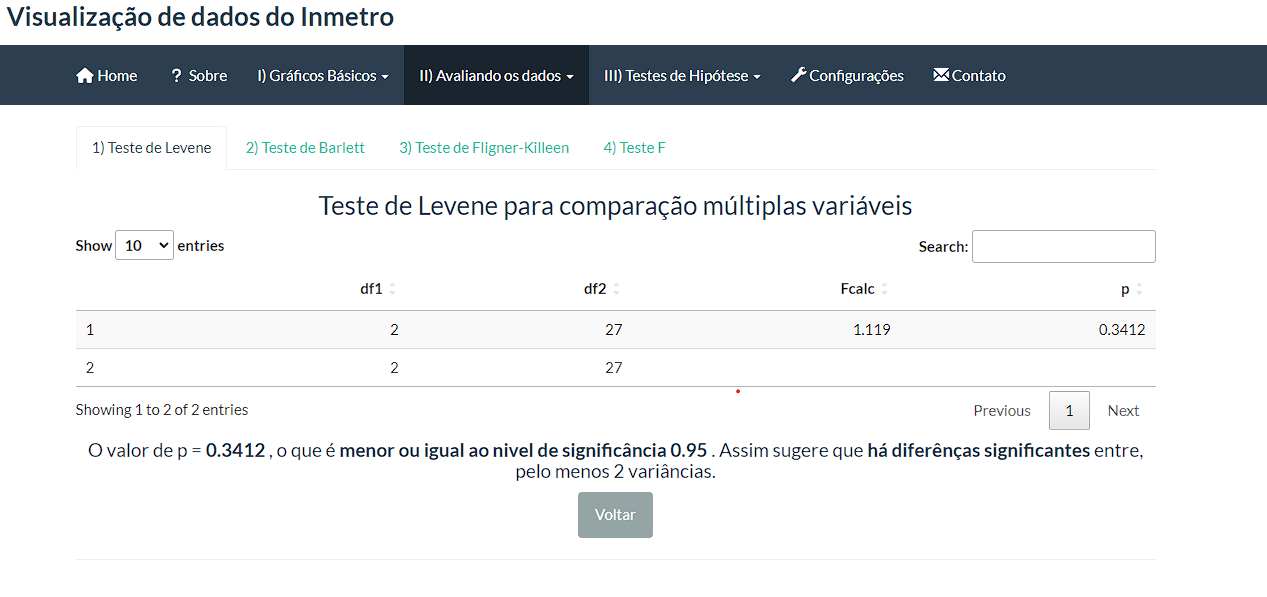 Visualização de dados do Inmetro
Home ? Sobre I) Gráficos Básicos II) Avaliando os dados III) Testes de Hipótese Configurações Contato
1) Teste de Levene 2) Teste de Barlett 3) Teste de Fligner-Killeen 4) Teste F
Teste de Levene para comparação múltiplas variáveis
Show 10 entries Search:
df1 df2 Fcalc p
1 2 27 1.119 0.3412
2 2 27
Showing 1 to 2 of 2 entries Previous 1 Next
O valor de p = 0.3412 , o que é menor ou igual ao nivel de significância 0.95 . Assim sugere que há diferênças significantes entre,
pelo menos 2 variâncias.
Voltar